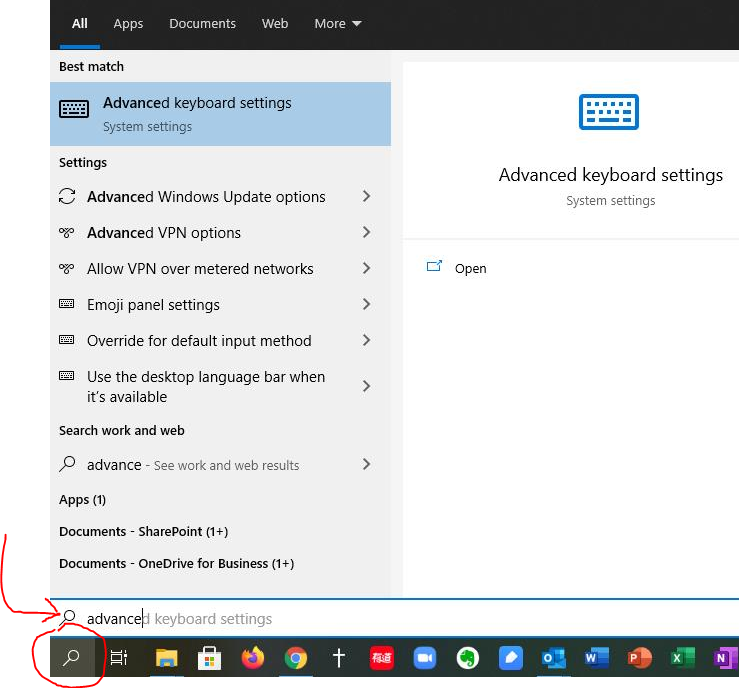 All Apps Documents Web More
Best match
Advanced keyboard settings
System settings
Settings
Advanced Windows Update options
Advanced VPN options
Allow VPN over metered networks
Emoji panel settings
Override for default input method
Use the desktop language bar when
it's available
Search work and web
advance - See work and web results
Apps (1)
Documents - SharePoint (1+)
Documents - OneDrive for Business (1+)
Advanced keyboard settings
System settings
Open
advanced keyboard settings
有道